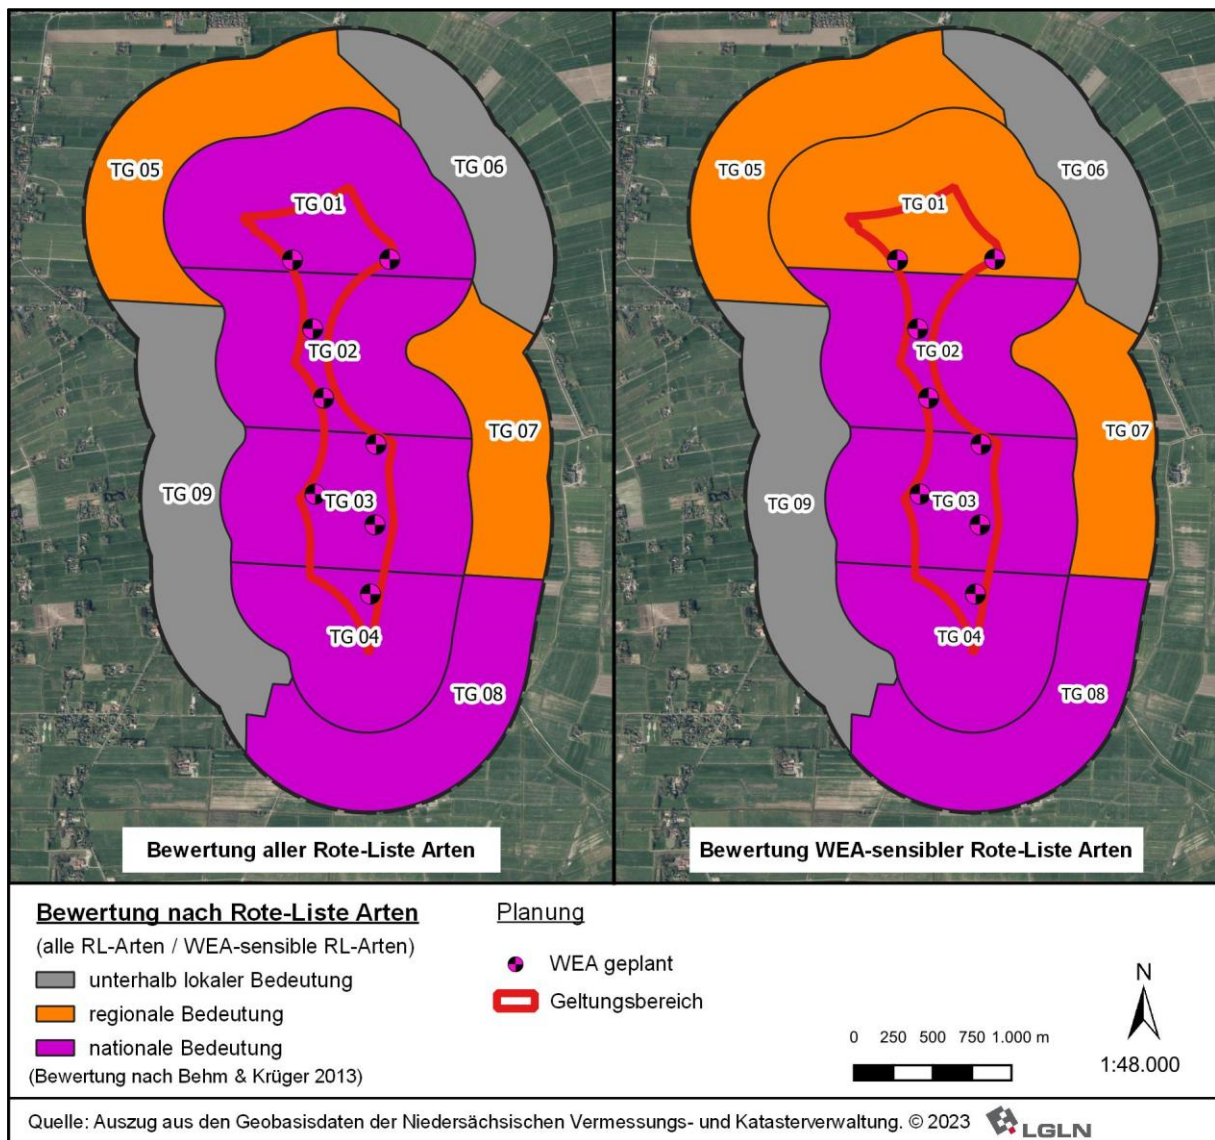 TG 05
TG 06
TG 01
TG 02
TG 07
TG 09
TG 03
TG 04
TG 08
Bewertung aller Rote-Liste Arten
TG 05
TG 06
TG 01
TG 02
TG 07
TG 09
TG 03
TG 04
TG 08
Bewertung WEA-sensibler Rote-Liste Arten
Bewertung nach Rote-Liste Arten
(alle RL-Arten / WEA-sensible RL-Arten)
unterhalb lokaler Bedeutung
regionale Bedeutung
nationale Bedeutung
(Bewertung nach Behm & Krüger 2013)
Planung
WEA geplant
Geltungsbereich
0 250 500 750 1.000 m
N
1:48.000
Quelle: Auszug aus den Geobasisdaten der Niedersächsischen Vermessungs- und Katasterverwaltung. © 2023 LGLN